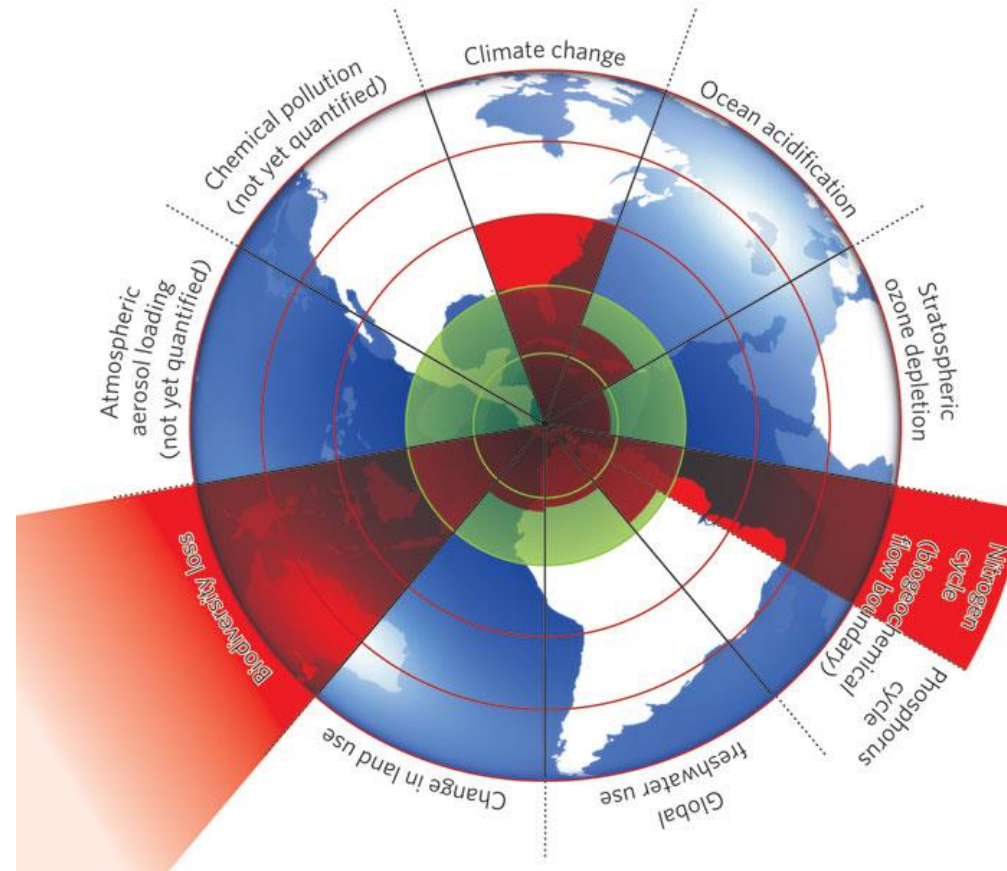 Climate change
Ocean acidification
Stratospheric
ozone depletion
Nitrogen
cycle
(biogeochemical
flow boundary)
Phosphorus
cycle
Global
freshwater use
Change in land use
Biodiversity loss
Atmospheric
aerosol loading
(not yet quantified)
Chemical pollution
(not yet quantified)